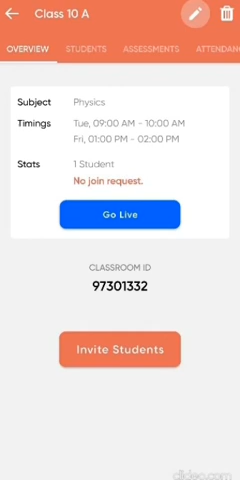 Class 10 A
OVERVIEW STUDENTS ASSESSMENTS ATTENDAN
Subject Physics
Timings Tue, 09:00 AM - 10:00 AM
Fri, 01:00 PM - 02:00 PM
Stats 1 Student
No join request.
Go Live
CLASSROOM ID
97301332
Invite Students
clideo.com